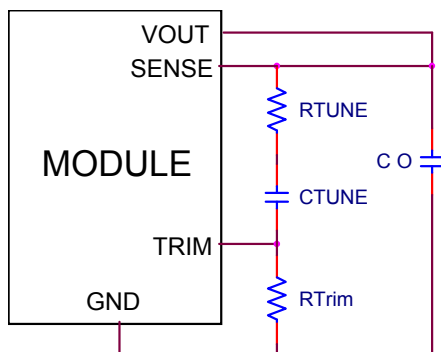 VOUT
SENSE
RTUNE
MODULE
C O
CTUNE
TRIM
GND
RTrim